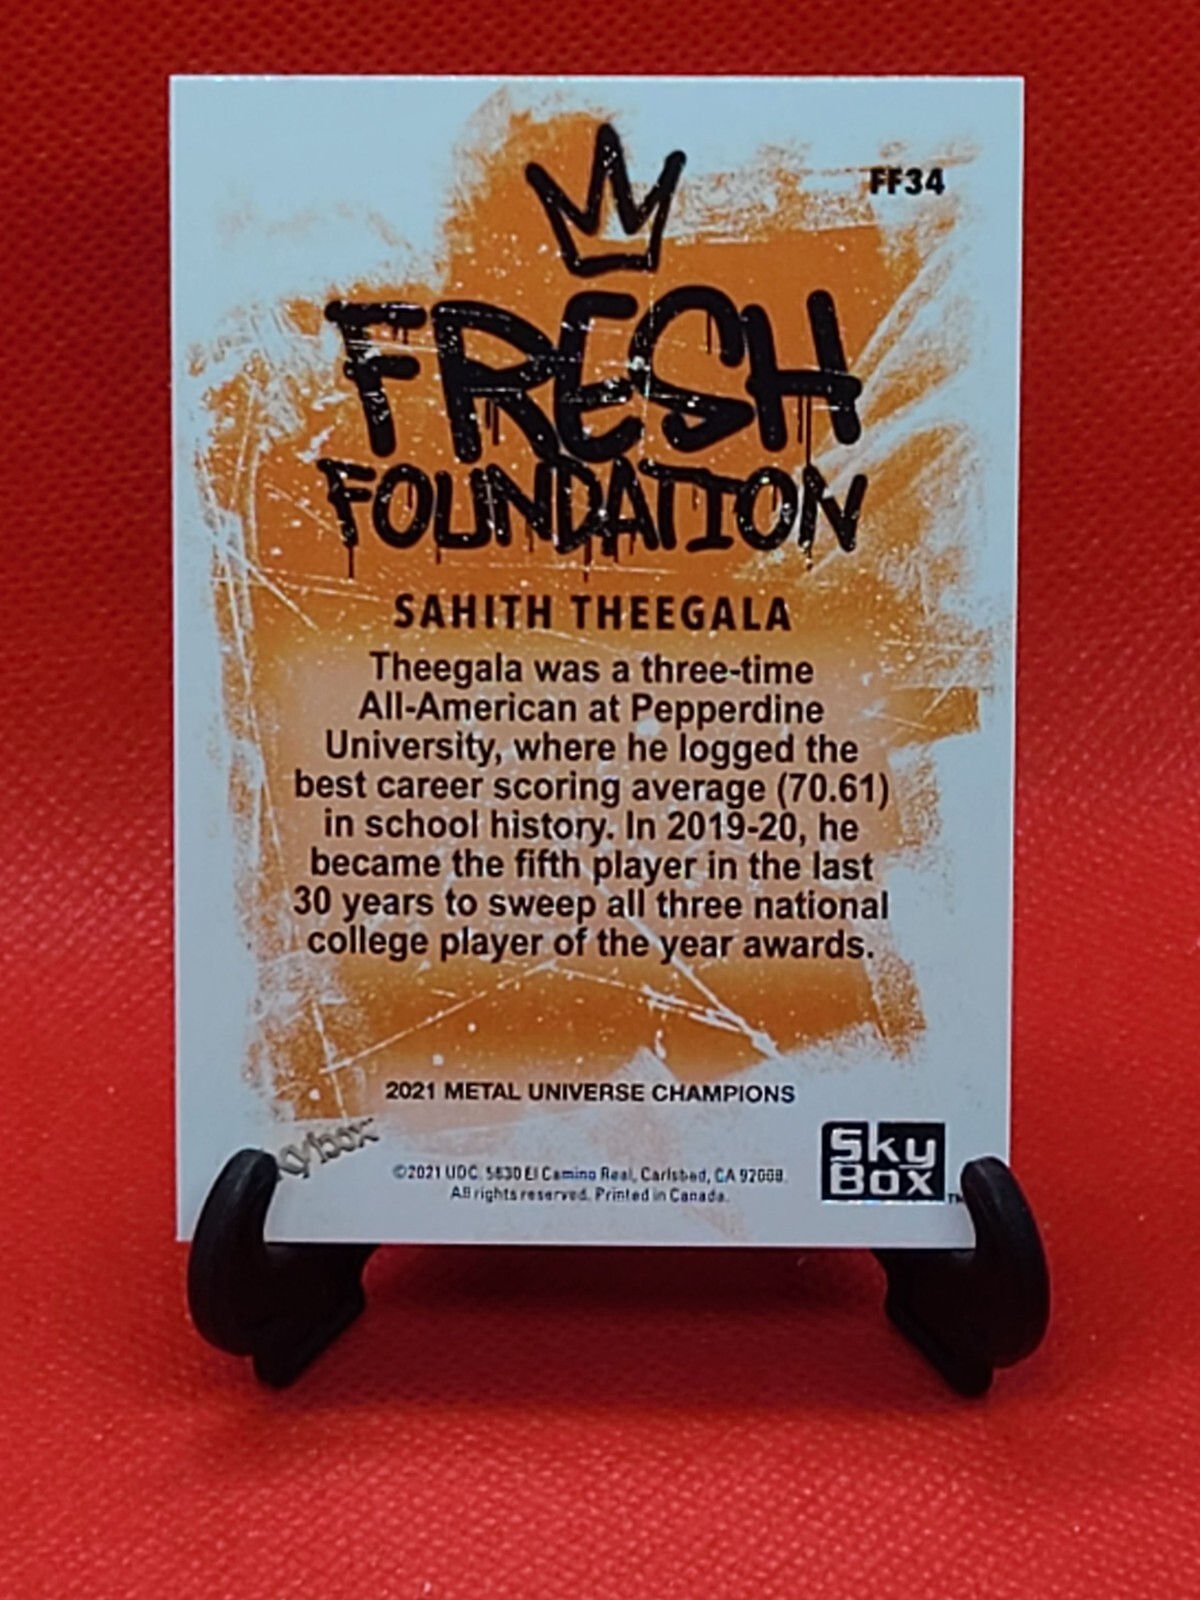 FF34
FRESH
FOUNDATION
SAHITH THEEGALA
Theegala was a three-time
All-American at Pepperdine
University, where he logged the
best career scoring average (70.61)
in school history. In 2019-20, he
became the fifth player in the last
30 years to sweep all three national
college player of the year awards.
2021 METAL UNIVERSE CHAMPIONS
©2021 UDC. 5830 El Camino Real, Carlsbad, CA 92008.
All rights reserved. Printed in Canada.
Sky
Box
TM